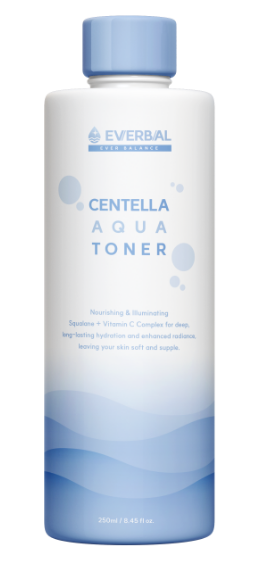 EVERBAL
EVEN BALANCE
CENTELLA
AQUA
TONER
Nourishing & Illuminating
Squalane + Vitamin C Complex for deep,
long-lasting hydration and enhanced radiance,
leaving your skin soft and supple.
250ml / 8.45 fl oz.